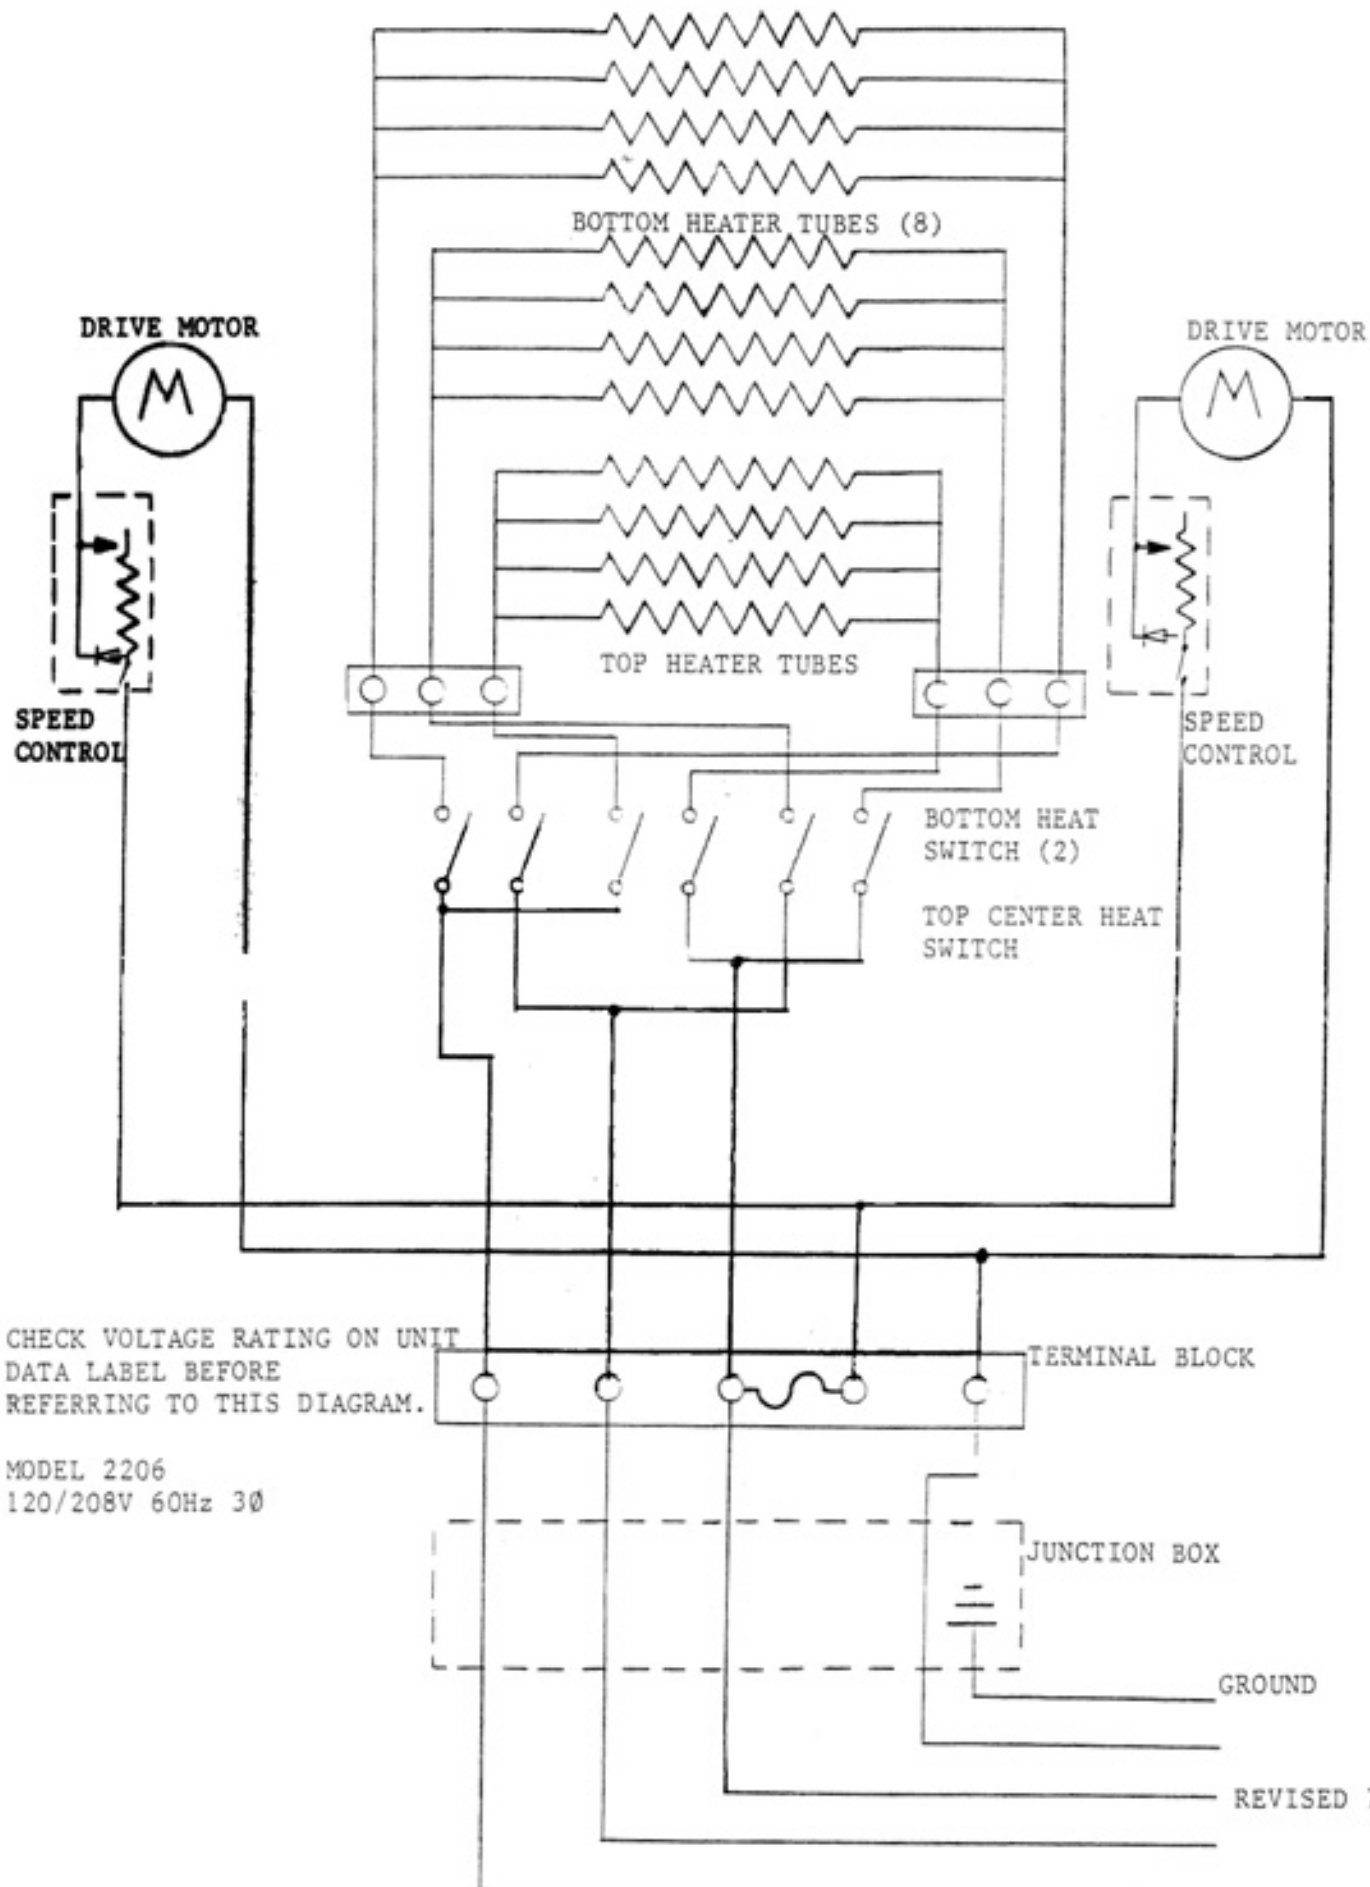 BOTTOM HEATER TUBES (8)
DRIVE MOTOR
M
DRIVE MOTOR
M
TOP HEATER TUBES
SPEED
CONTROL
SPEED
CONTROL
BOTTOM HEAT
SWITCH (2)
TOP CENTER HEAT
SWITCH
CHECK VOLTAGE RATING ON UNIT
DATA LABEL BEFORE
REFERRING TO THIS DIAGRAM.
TERMINAL BLOCK
MODEL 2206
120/208V 60Hz 3Ø
JUNCTION BOX
GROUND
REVISED